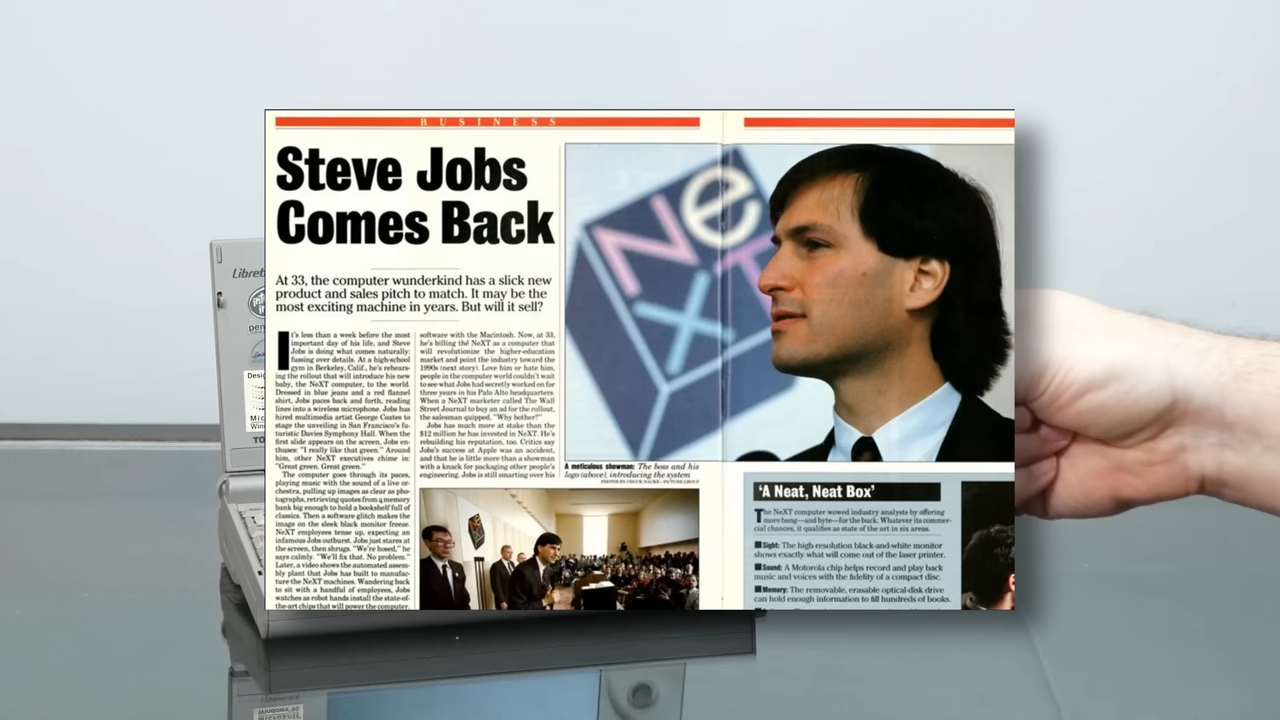 BUSINESS
Steve Jobs
Comes Back
At 33, the computer wunderkind has a slick new
product and sales pitch to match. It may be the
most exciting machine in years. But will it sell?
It's less than a week before the most
important day of his life, and Steve
Jobs is doing what comes naturally:
fussing over details. At a high-school
gym in Berkeley, Calif., he's rehears-
ing the rollout that will introduce his new
baby, the NeXT computer, to the world.
Dressed in blue jeans and a red flannel
shirt, Jobs paces back and forth, reading
lines into a wireless microphone. Jobs has
hired multimedia artist George Coates to
stage the unveiling in San Francisco's fu-
turistic Davies Symphony Hall. When the
first slide appears on the screen, Jobs en-
thuses: "I really like that green." Around
him, other NeXT executives chime in:
"Great green. Great green."
The computer goes through its paces,
playing music with the sound of a live or-
chestra, pulling up images as clear as pho-
tographs, retrieving quotes from a memory
bank big enough to hold a bookshelf full of
classics. Then a software glitch makes the
image on the sleek black monitor freeze.
NeXT employees tense up, expecting an
infamous Jobs outburst. Jobs just stares at
the screen, then shrugs. "We're hosed," he
says calmly. "We'll fix that. No problem."
Later, a video shows the automated assem-
bly plant that Jobs has built to manufac-
ture the NeXT machines. Wandering back
to sit with a handful of employees, Jobs
watches as robot hands install the state-of-
the-art chips that will power the computer.
software with the Macintosh. Now, at 33,
he's billing the NeXT as a computer that
will revolutionize the higher-education
market and point the industry toward the
1990s (next story). Love him or hate him,
people in the computer world couldn't wait
to see what Jobs had secretly worked on for
three years in his Palo Alto headquarters.
When a NeXT marketer called The Wall
Street Journal to buy an ad for the rollout,
the salesman quipped, "Why bother?"
Jobs has much more at stake than the
$12 million he has invested in NeXT. He's
rebuilding his reputation, too. Critics say
Jobs's success at Apple was an accident,
and that he is little more than a showman
with a knack for packaging other people's
engineering. Jobs is still smarting over his
NeXT
A meticulous showman: The boss and his
logo (above), introducing the system
PHOTOS BY CHUCK NACKE—PICTURE GROUP
'A Neat, Neat Box'
The NeXT computer wowed industry analysts by offering
more bang—and byte—for the buck. Whatever its commer-
cial chances, it qualifies as state of the art in six areas.
Sight: The high-resolution black-and-white monitor
shows exactly what will come out of the laser printer.
Sound: A Motorola chip helps record and play back
music and voices with the fidelity of a compact disc.
Memory: The removable, erasable optical-disk drive
can hold enough information to fill hundreds of books.